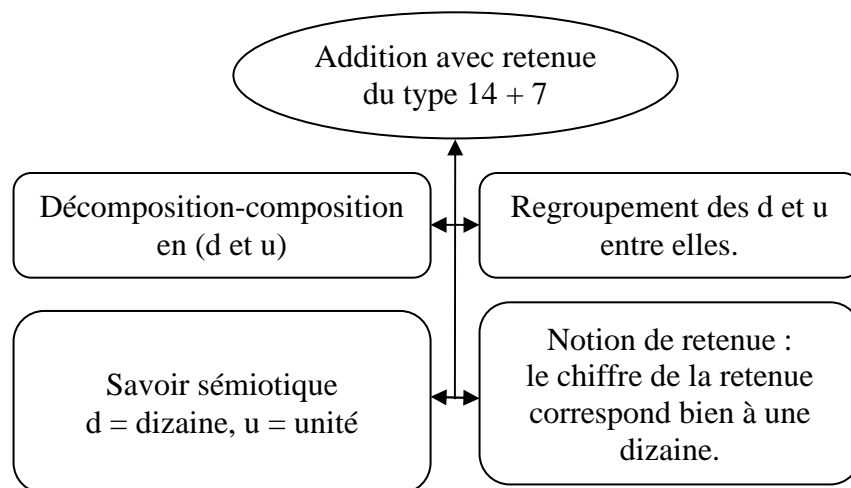 Addition avec retenue
du type 14 + 7
Décomposition-composition
en (d et u)
Regroupement des d et u
entre elles.
Savoir sémiotique
d = dizaine, u = unité
Notion de retenue :
le chiffre de la retenue
correspond bien à une
dizaine.